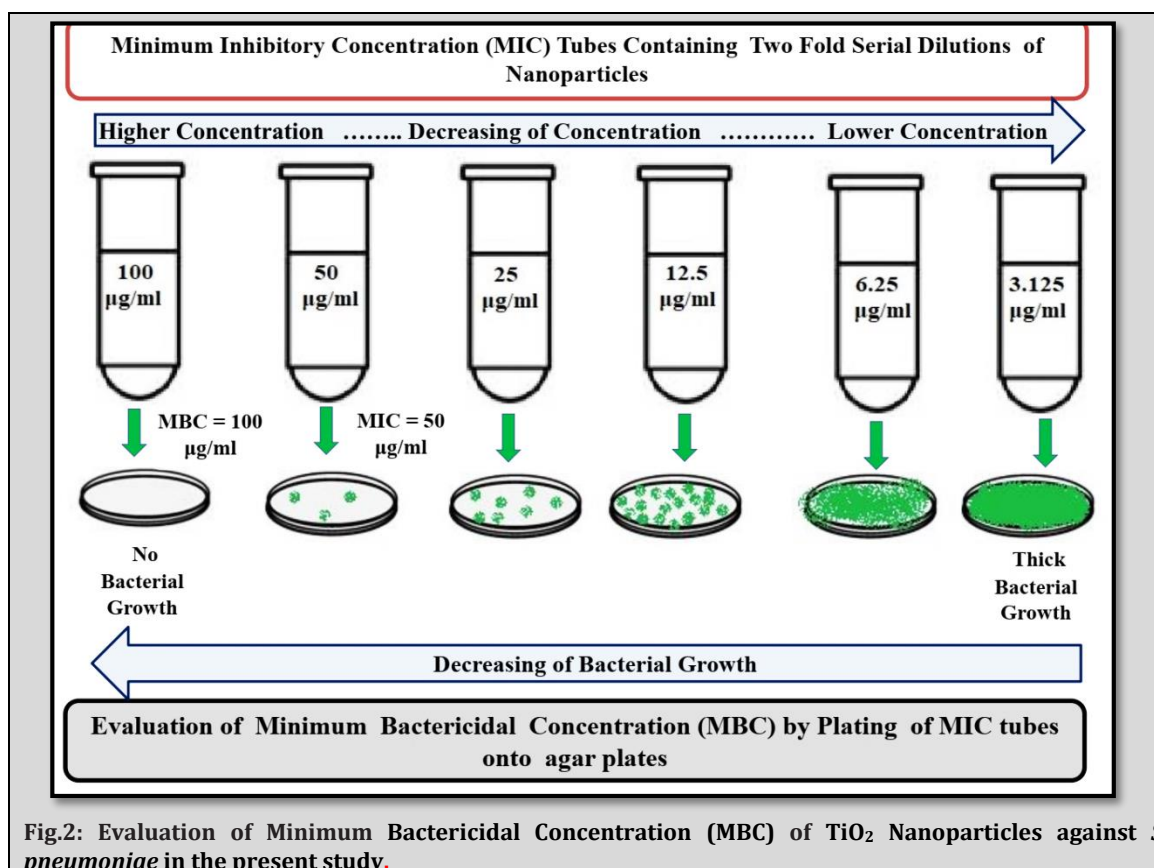 Minimum Inhibitory Concentration (MIC) Tubes Containing Two Fold Serial Dilutions of
Nanoparticles
Higher Concentration …….. Decreasing of Concentration ………… Lower Concentration
100
µg/ml
50
µg/ml
25
µg/ml
12.5
µg/ml
6.25
µg/ml
3.125
µg/ml
MBC = 100
µg/ml
MIC = 50
µg/ml
No
Bacterial
Growth
Thick
Bacterial
Growth
Decreasing of Bacterial Growth
Evaluation of Minimum Bactericidal Concentration (MBC) by Plating of MIC tubes
onto agar plates
Fig.2: Evaluation of Minimum Bactericidal Concentration (MBC) of TiO₂ Nanoparticles against
pneumoniae in the present study.